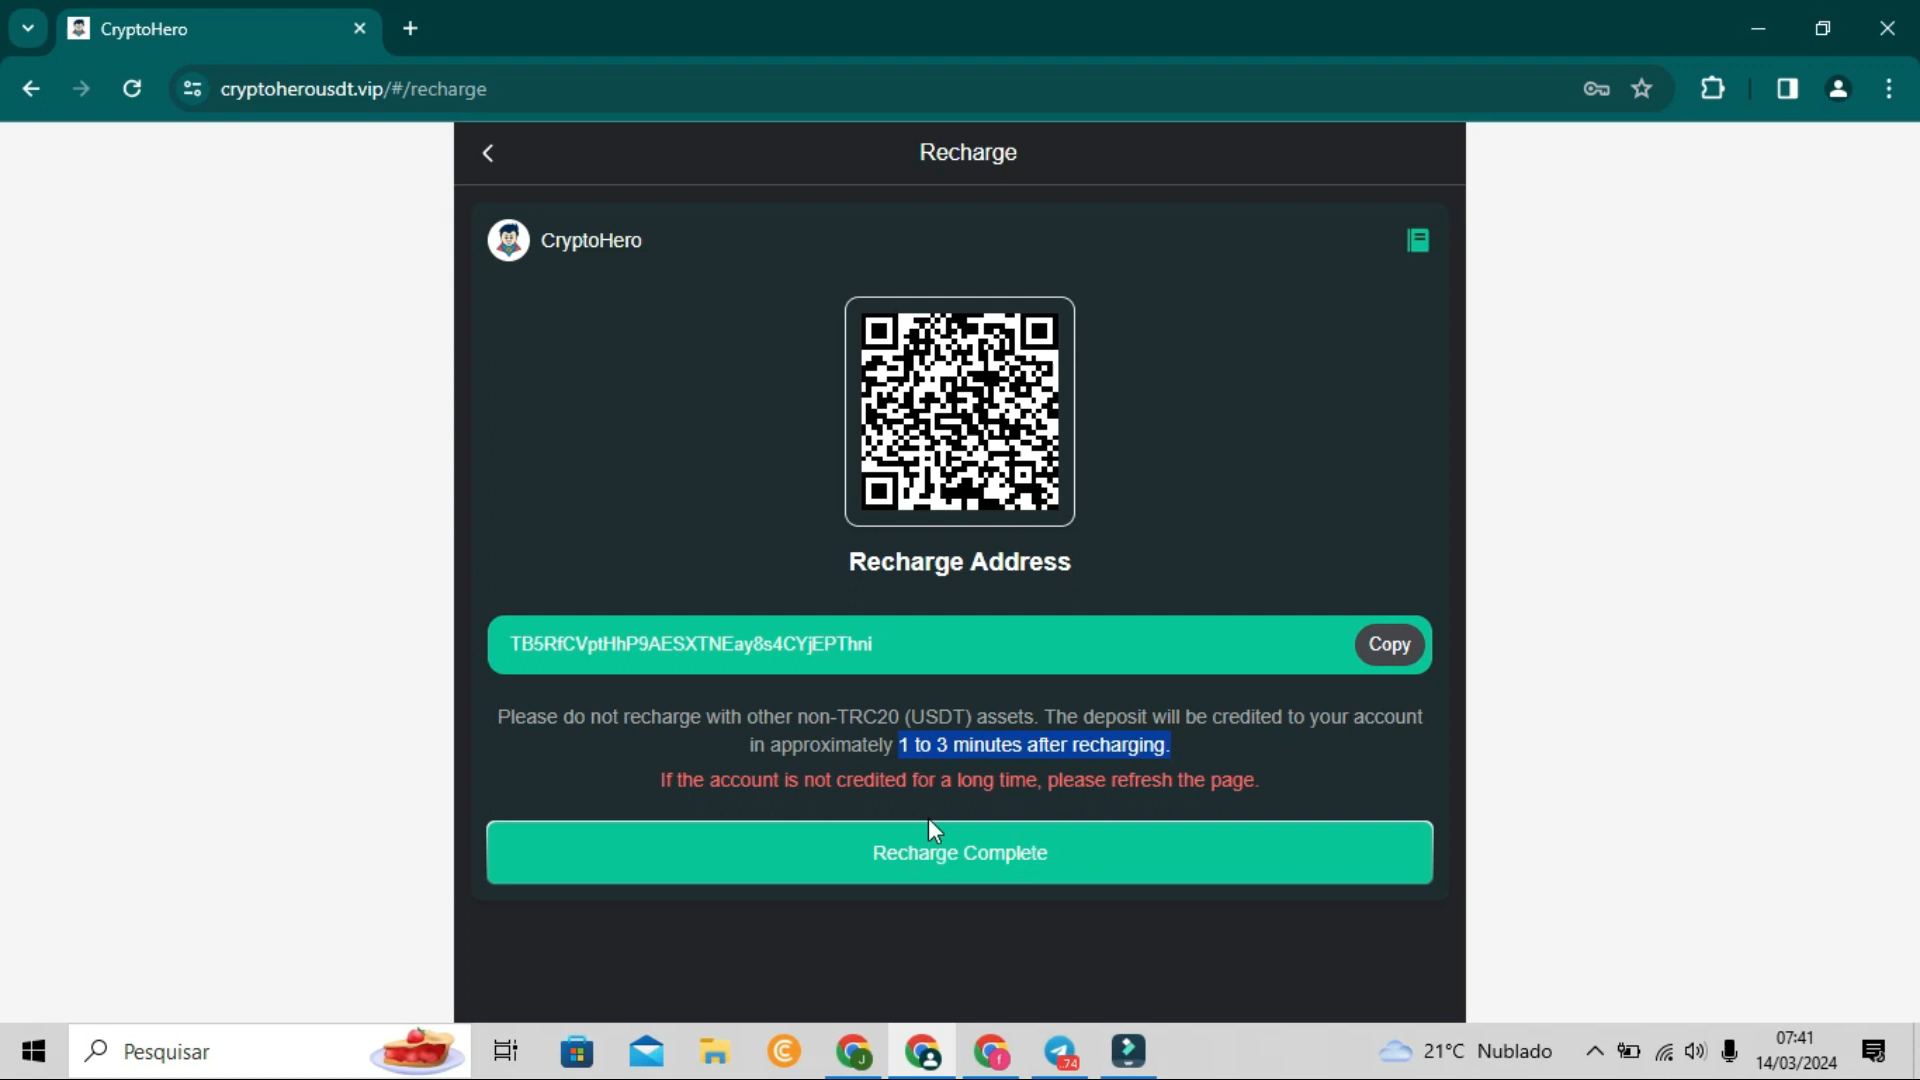 CryptoHero
cryptoherousdt.vip/#/recharge
Recharge
CryptoHero
Recharge Address
TB5RfCVptHhP9AESXTNEay8s4CYjEPThni
Copy
Please do not recharge with other non-TRC20 (USDT) assets. The deposit will be credited to your account
in approximately 1 to 3 minutes after recharging.
If the account is not credited for a long time, please refresh the page.
Recharge Complete
Pesquisar
J
f
74
21°C Nublado
07:41
14/03/2024